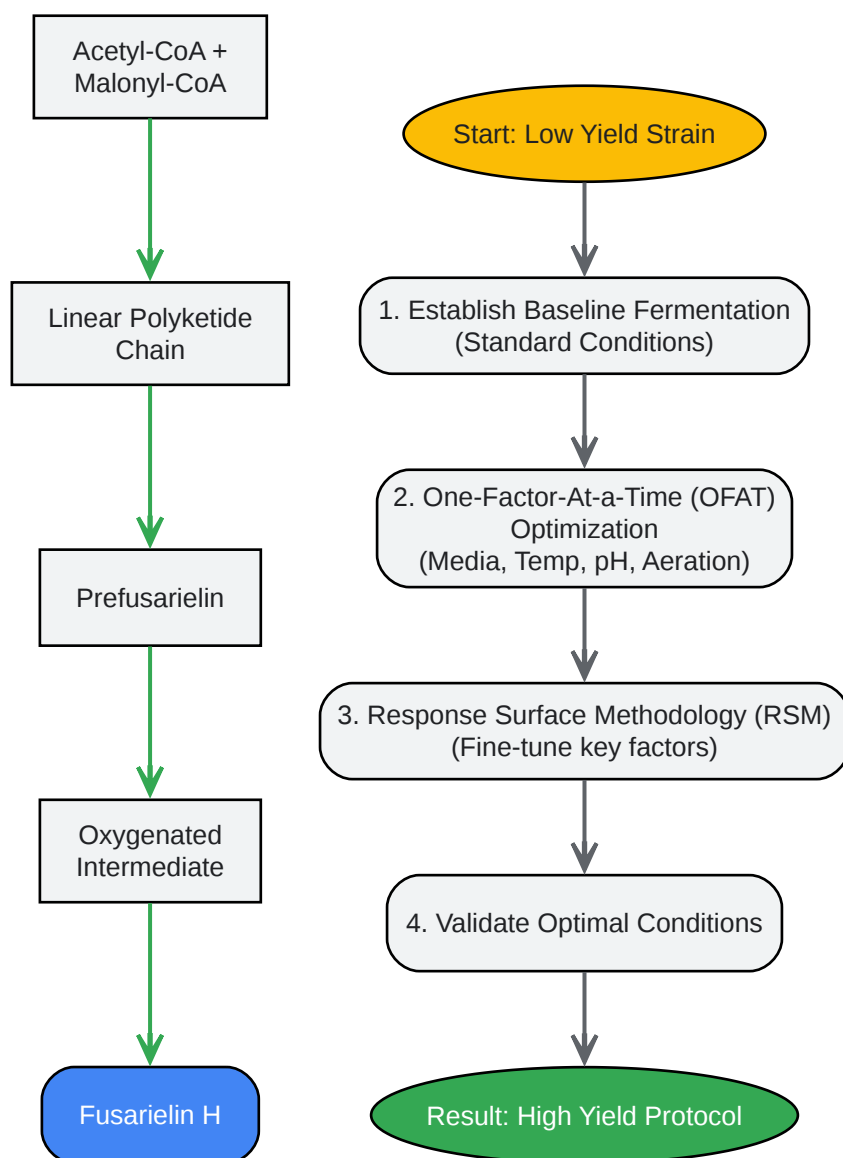 Acetyl-CoA +
Malonyl-CoA
Linear Polyketide
Chain
Prefusarielin
Oxygenated
Intermediate
Fusarielin H
Start: Low Yield Strain
1. Establish Baseline Fermentation
(Standard Conditions)
2. One-Factor-At-a-Time (OFAT)
Optimization
(Media, Temp, pH, Aeration)
3. Response Surface Methodology (RSM)
(Fine-tune key factors)
4. Validate Optimal Conditions
Result: High Yield Protocol